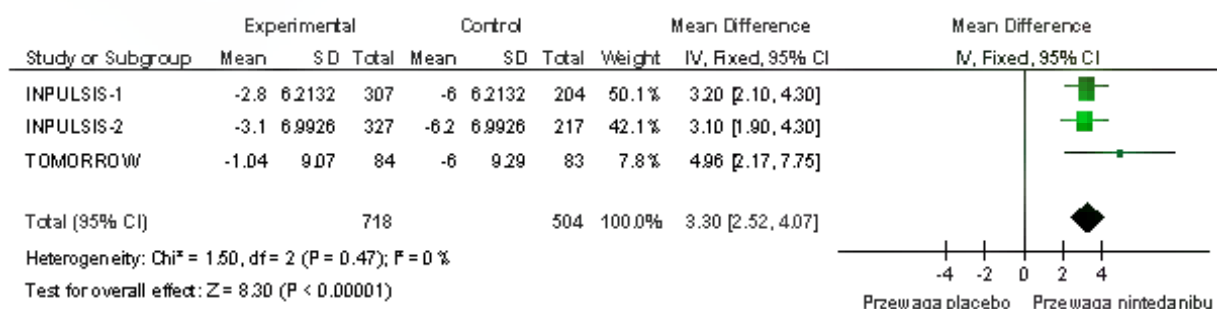 Experimental Control Mean Difference Mean Difference
Study or Subgroup Mean SD Total Mean SD Total Weight IV, Fixed, 95% CI IV, Fixed, 95% CI
INPULSIS-1 -2.8 6.2132 307 -6 6.2132 204 50.1% 3.20 [2.10, 4.30]
INPULSIS-2 -3.1 6.9926 327 -6.2 6.9926 217 42.1% 3.10 [1.90, 4.30]
TOMORROW -1.04 9.07 84 -6 9.29 83 7.8% 4.96 [2.17, 7.75]
Total (95% CI) 718 504 100.0% 3.30 [2.52, 4.07]
Heterogeneity: Chi² = 1.50, df = 2 (P = 0.47); I² = 0%
Test for overall effect: Z = 8.30 (P < 0.00001)
-4 -2 0 2 4
Przewaga placebo Przewaga nintedanibu